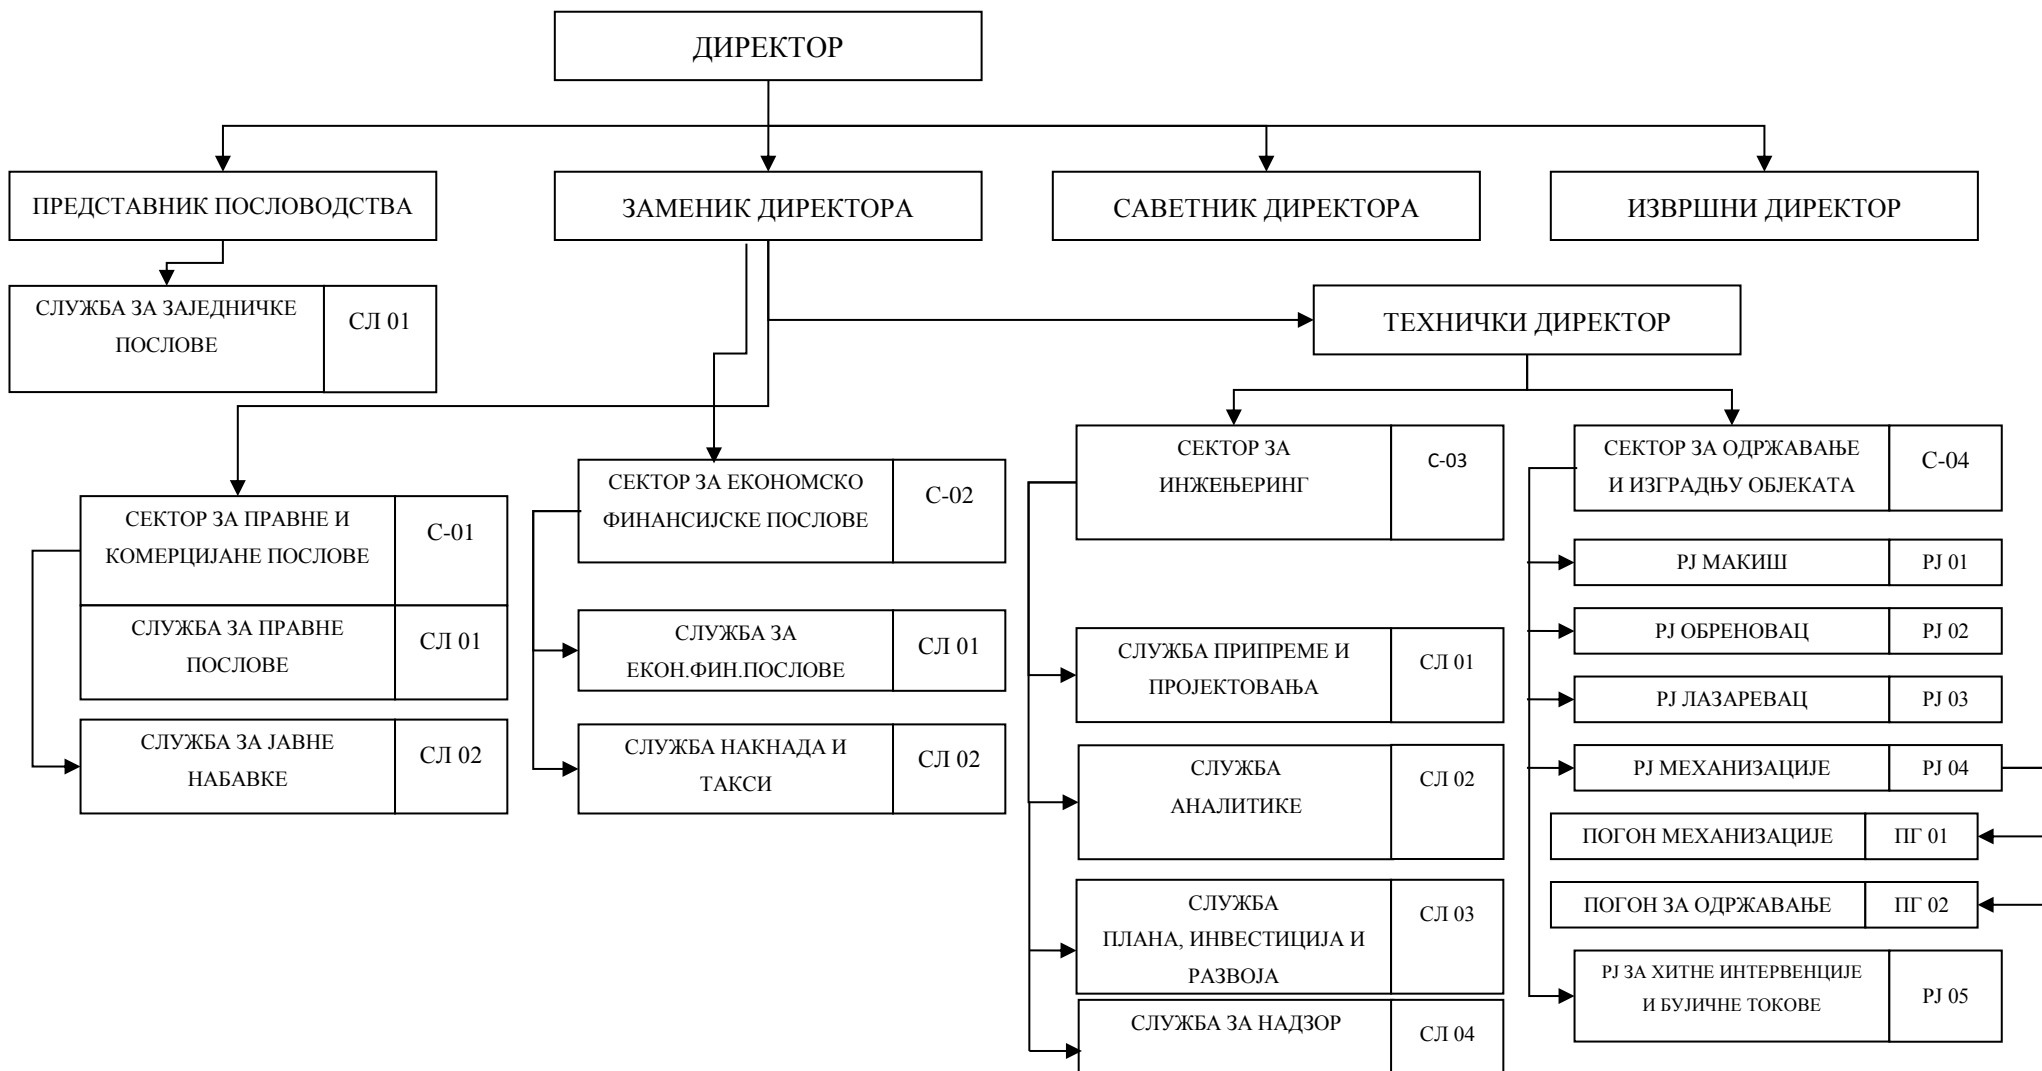 ДИРЕКТОР
ПРЕДСТАВНИК ПОСЛОВОДСТВА
ЗАМЕНИК ДИРЕКТОРА
САВЕТНИК ДИРЕКТОРА
ИЗВРШНИ ДИРЕКТОР
СЛУЖБА ЗА ЗАЈЕДНИЧКЕ
ПОСЛОВЕ
СЛ 01
ТЕХНИЧКИ ДИРЕКТОР
СЕКТОР ЗА ПРАВНЕ И
КОМЕРЦИЈАНЕ ПОСЛОВЕ
С-01
СЛУЖБА ЗА ПРАВНЕ
ПОСЛОВЕ
СЛ 01
СЛУЖБА ЗА ЈАВНЕ
НАБАВКЕ
СЛ 02
СЕКТОР ЗА ЕКОНОМСКО
ФИНАНСИЈСКЕ ПОСЛОВЕ
С-02
СЛУЖБА ЗА
ЕКОН.ФИН.ПОСЛОВЕ
СЛ 01
СЛУЖБА НАКНАДА И
ТАКСИ
СЛ 02
СЕКТОР ЗА
ИНЖЕЊЕРИНГ
С-03
СЛУЖБА ПРИПРЕМЕ И
ПРОЈЕКТОВАЊА
СЛ 01
СЛУЖБА
АНАЛИТИКЕ
СЛ 02
СЛУЖБА
ПЛАНА, ИНВЕСТИЦИЈА И
РАЗВОЈА
СЛ 03
СЛУЖБА ЗА НАДЗОР
СЛ 04
СЕКТОР ЗА ОДРЖАВАЊЕ
И ИЗГРАДЊУ ОБЈЕКАТА
С-04
РЈ МАКИШ
РЈ 01
РЈ ОБРЕНОВАЦ
РЈ 02
РЈ ЛАЗАРЕВАЦ
РЈ 03
РЈ МЕХАНИЗАЦИЈЕ
РЈ 04
ПОГОН МЕХАНИЗАЦИЈЕ
ПГ 01
ПОГОН ЗА ОДРЖАВАЊЕ
ПГ 02
РЈ ЗА ХИТНЕ ИНТЕРВЕНЦИЈЕ
И БУЈИЧНЕ ТОКОВЕ
РЈ 05